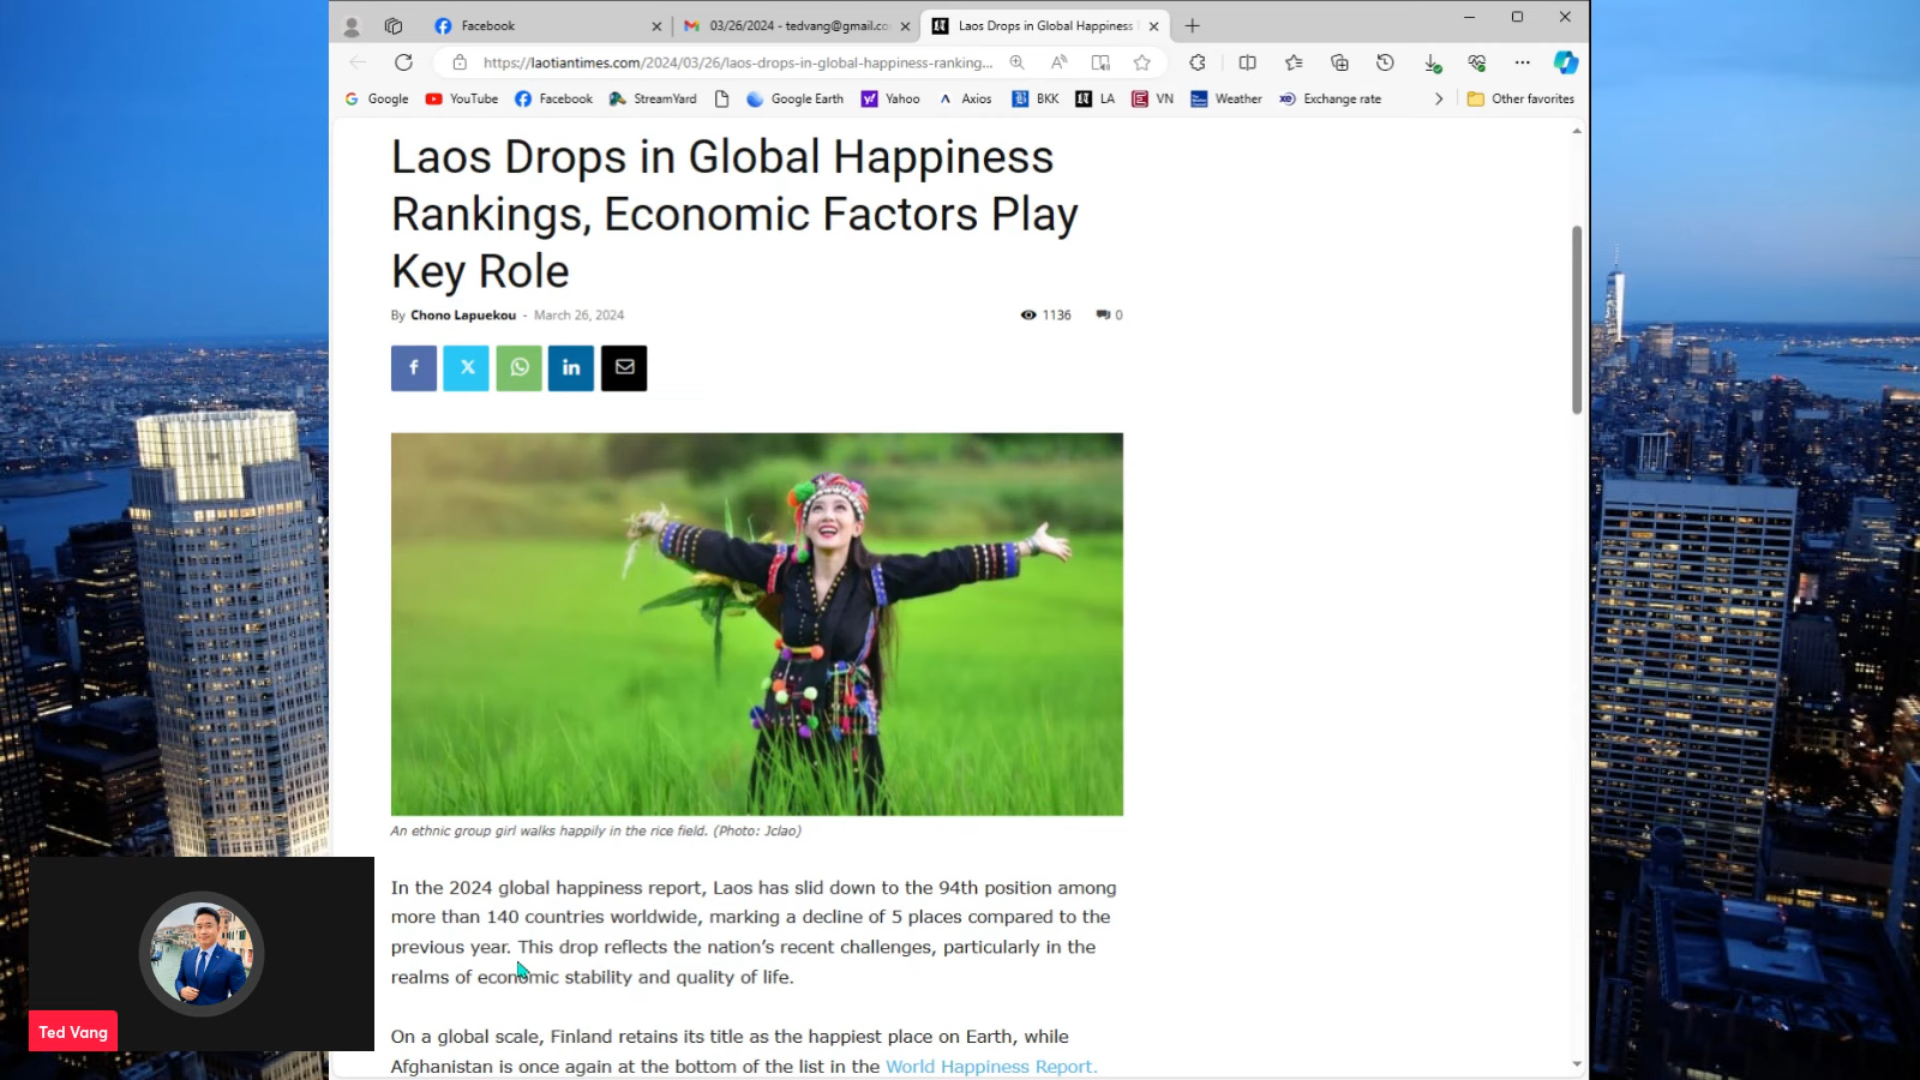 Facebook
03/26/2024 - tedvang@gmail.co
Laos Drops in Global Happiness
https://laotiantimes.com/2024/03/26/laos-drops-in-global-happiness-ranking...
Google YouTube Facebook StreamYard Google Earth Yahoo Axios BKK LA VN Weather Exchange rate Other favorites
Laos Drops in Global Happiness
Rankings, Economic Factors Play
Key Role
By Chono Lapuekou - March 26, 2024 1136 0
An ethnic group girl walks happily in the rice field. (Photo: Jclao)
In the 2024 global happiness report, Laos has slid down to the 94th position among
more than 140 countries worldwide, marking a decline of 5 places compared to the
previous year. This drop reflects the nation's recent challenges, particularly in the
realms of economic stability and quality of life.
On a global scale, Finland retains its title as the happiest place on Earth, while
Afghanistan is once again at the bottom of the list in the World Happiness Report.
Ted Vang